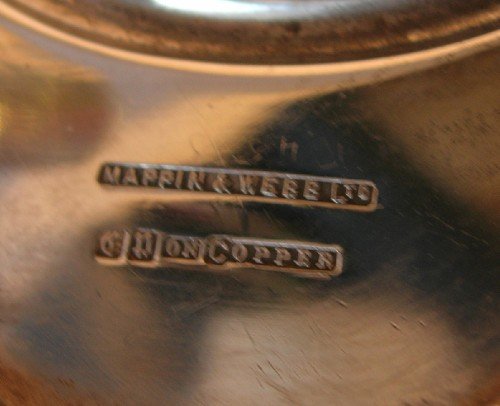 MAPPIN & WEBB LTD
E P ON COPPER